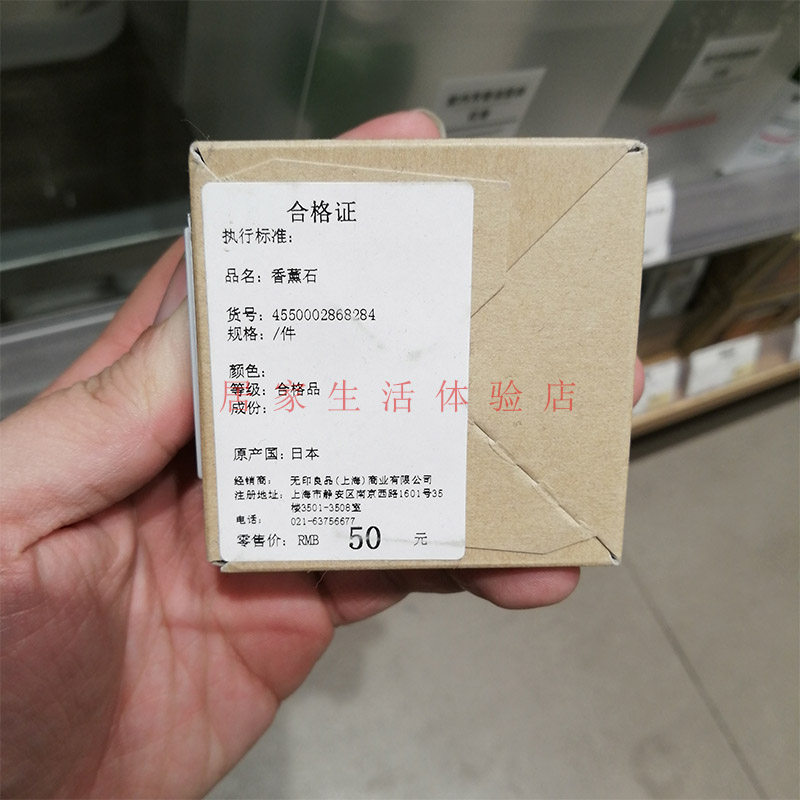 合格证
执行标准:
品名: 香薰石
货号: 4550002868284
规格: /件
颜色:
等级: 合格品
居家生活体验店
成份:
原产国: 日本
经销商: 无印良品(上海)商业有限公司
注册地址: 上海市静安区南京西路1601号35
楼3501-3508室
电话: 021-63756677
零售价: RMB 50 元